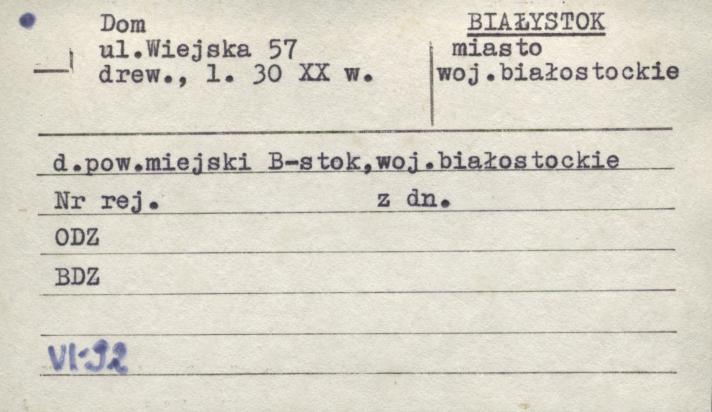 Dom
ul.Wiejska 57
drew., l. 30 XX w.
BIAŁYSTOK
miasto
woj.białostockie
d.pow.miejski B-stok,woj.białostockie
Nr rej. z dn.
ODZ
BDZ
VI-92